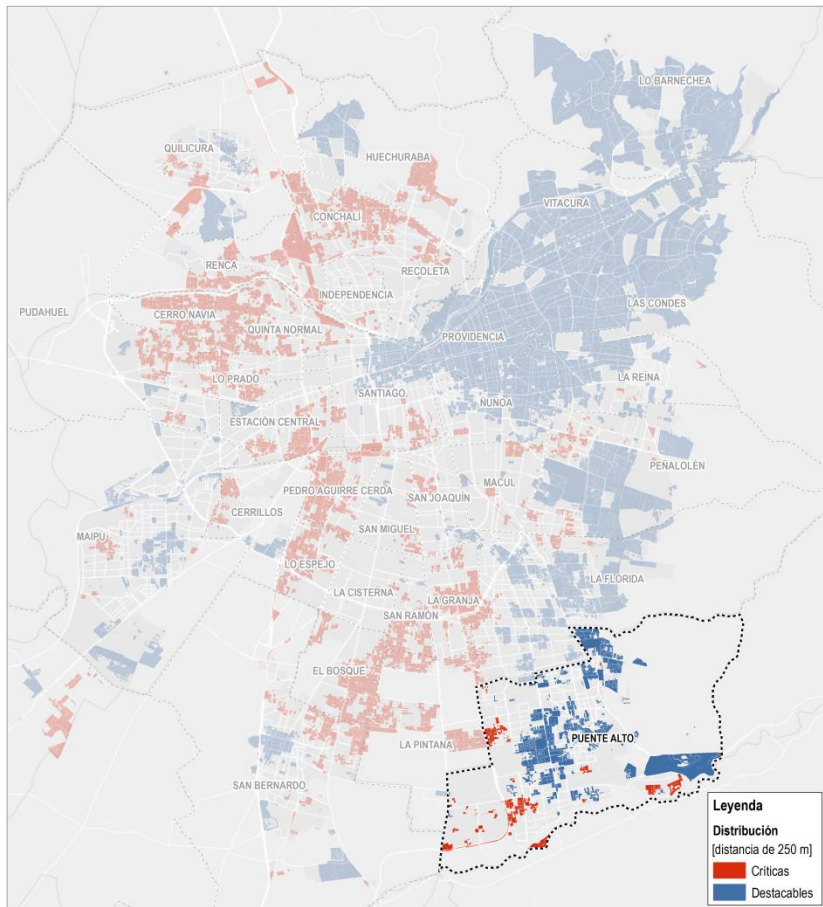 LO BARNECHEA
QUILICURA
HUECHURABA
VITACURA
CONCHALI
RENCA
RECOLETA
INDEPENDENCIA
LAS CONDES
PUDAHUEL
CERRO NAVIA
QUINTA NORMAL
PROVIDENCIA
LO PRADO
LA REINA
SANTIAGO
ÑUÑOA
ESTACIÓN CENTRAL
PEÑALOLÉN
MACUL
PEDRO AGUIRRE CERDA
SAN JOAQUÍN
CERRILLOS
SAN MIGUEL
MAIPÚ
LO ESPEJO
LA FLORIDA
LA CISTERNA
LA GRANJA
SAN RAMÓN
EL BOSQUE
PUENTE ALTO
LA PINTANA
SAN BERNARDO
Leyenda
Distribución
[distancia de 250 m]
Críticas
Destacables